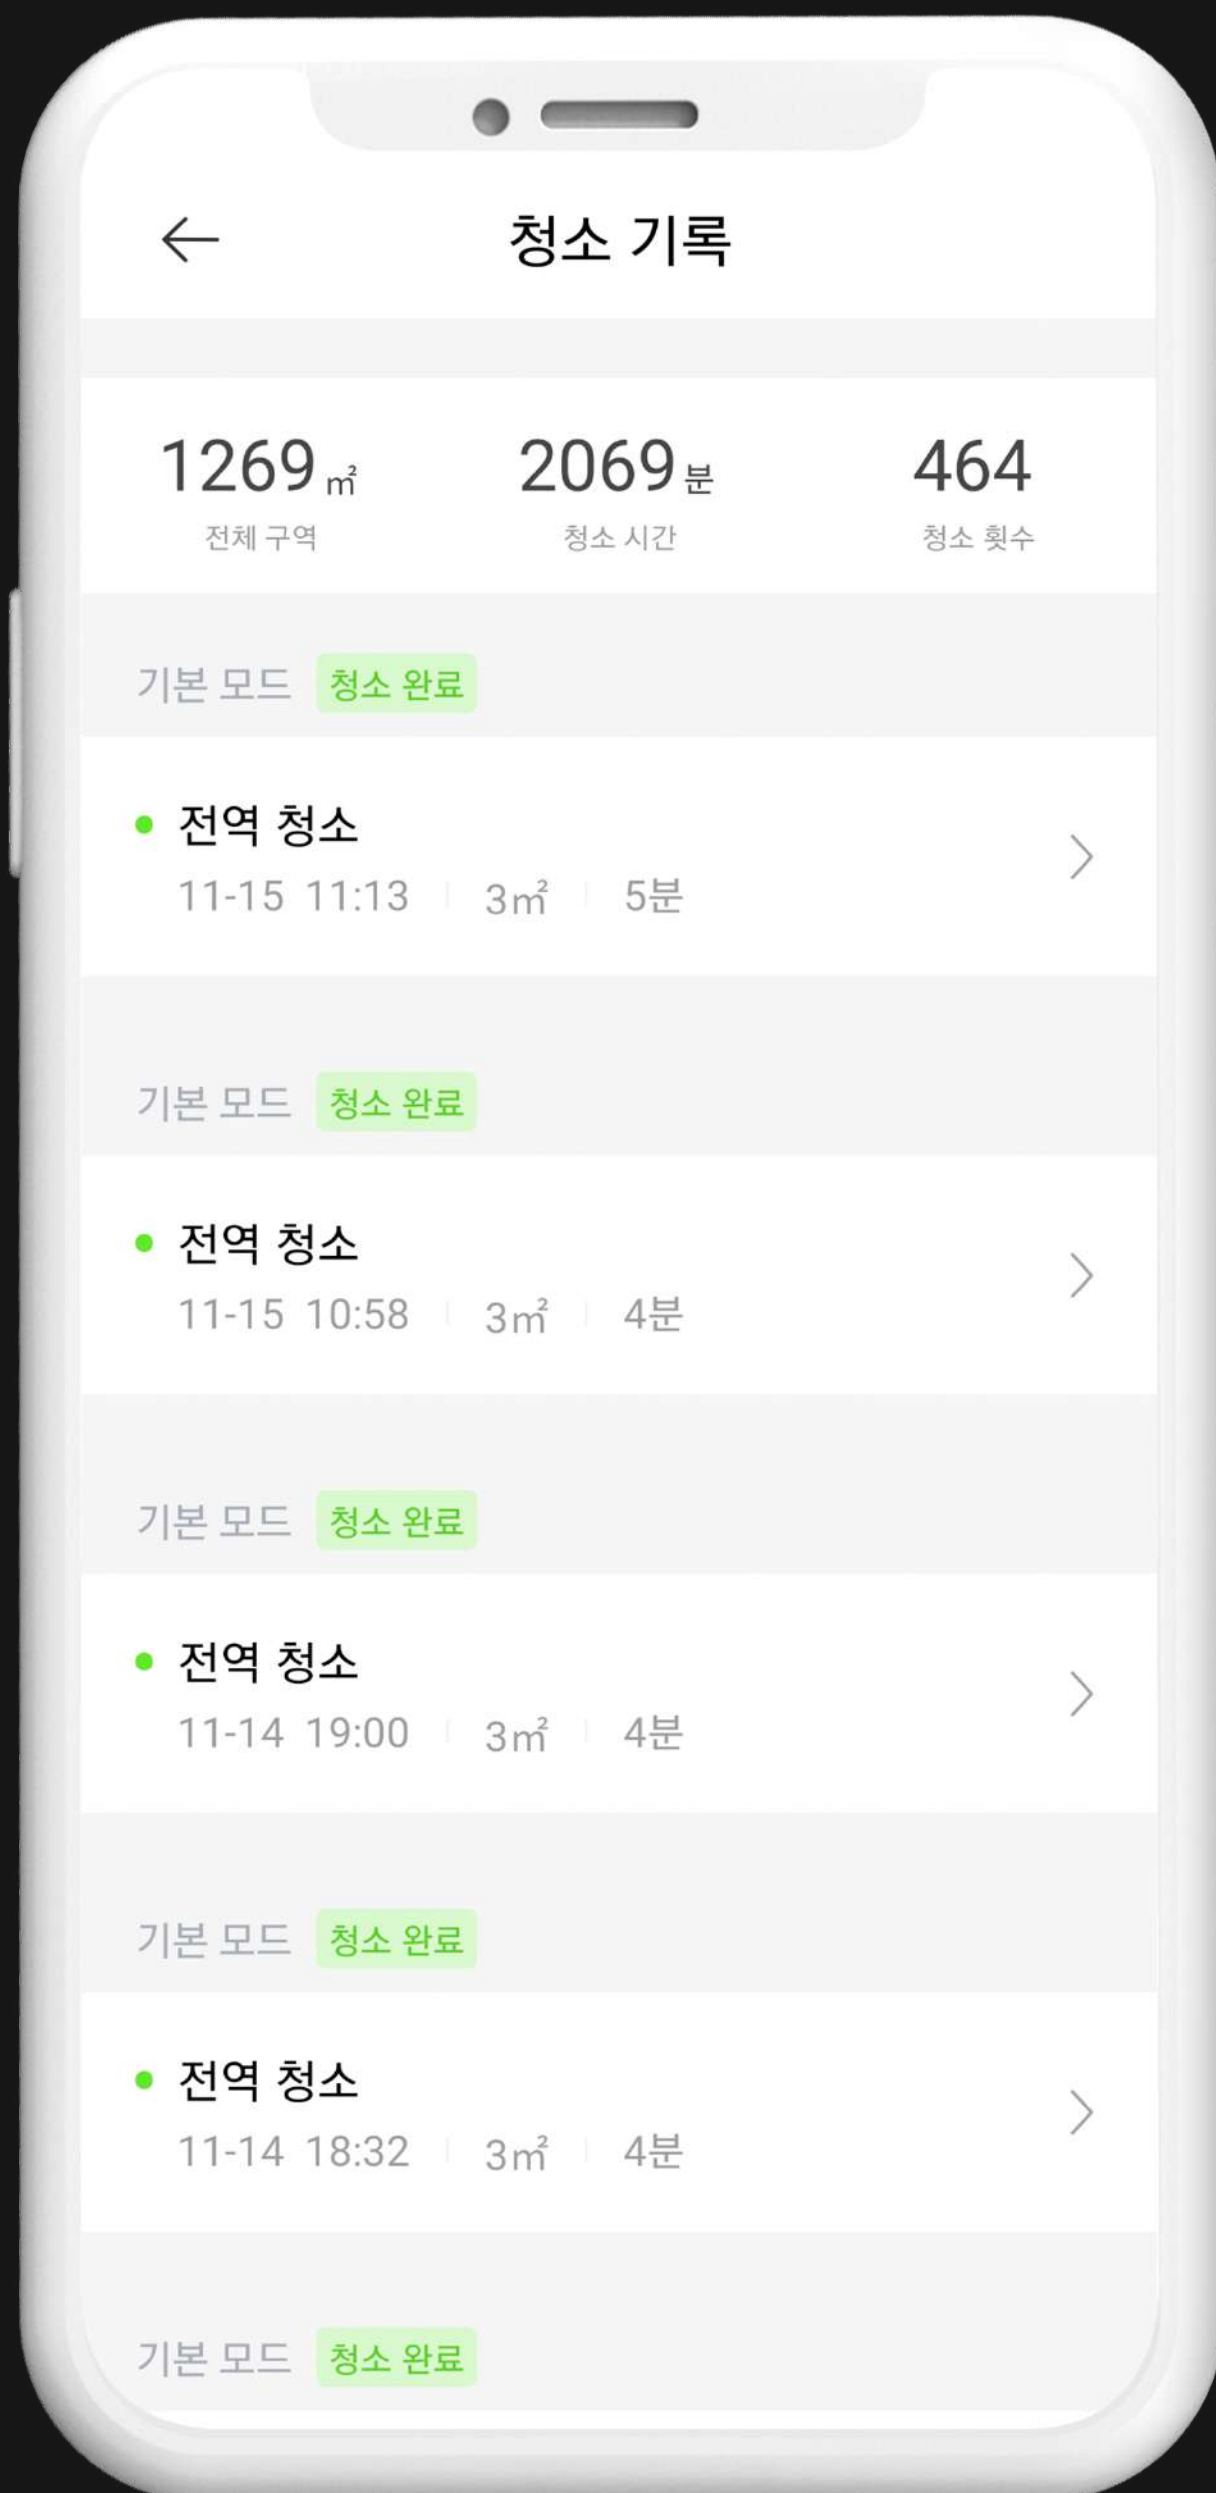 청소 기록
1269㎡ 2069분 464
전체 구역 청소 시간 청소 횟수
기본 모드 청소 완료
전역 청소
11-15 11:13 3㎡ 5분
기본 모드 청소 완료
전역 청소
11-15 10:58 3㎡ 4분
기본 모드 청소 완료
전역 청소
11-14 19:00 3㎡ 4분
기본 모드 청소 완료
전역 청소
11-14 18:32 3㎡ 4분
기본 모드 청소 완료